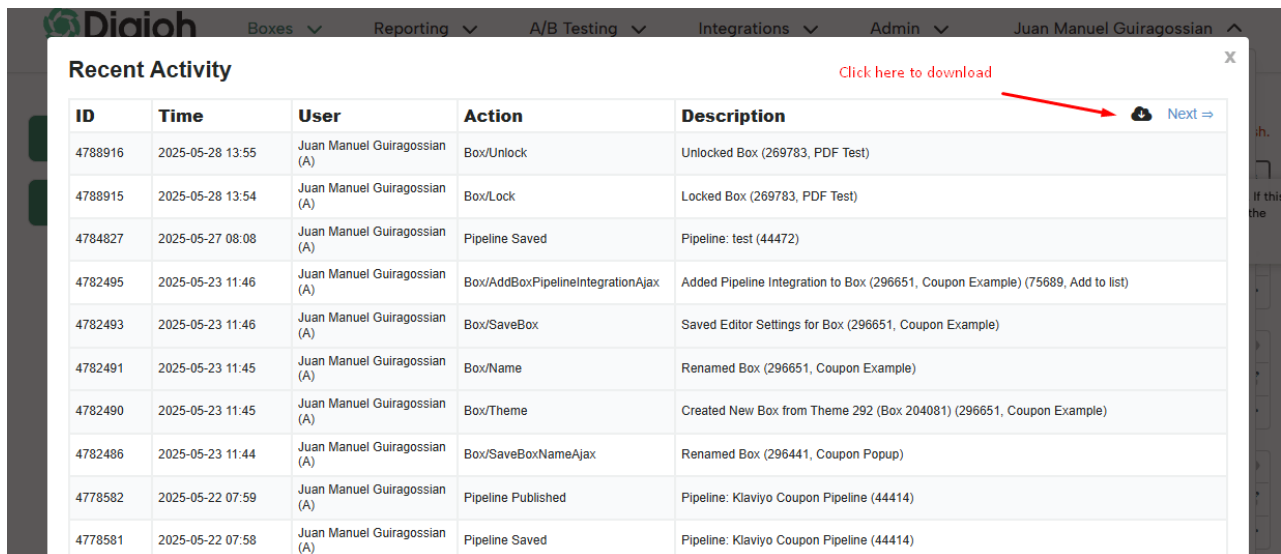 Digioh Boxes Reporting A/B Testing Integrations Admin Juan Manuel Guiragossian
X
Recent Activity
Click here to download
ID Time User Action Description Next ⇒
4788916 2025-05-28 13:55 Juan Manuel Guiragossian Box/Unlock Unlocked Box (269783, PDF Test)
(A)
4788915 2025-05-28 13:54 Juan Manuel Guiragossian Box/Lock Locked Box (269783, PDF Test)
(A)
4784827 2025-05-27 08:08 Juan Manuel Guiragossian Pipeline Saved Pipeline: test (44472)
(A)
4782495 2025-05-23 11:46 Juan Manuel Guiragossian Box/AddBoxPipelineIntegrationAjax Added Pipeline Integration to Box (296651, Coupon Example) (75689, Add to list)
(A)
4782493 2025-05-23 11:46 Juan Manuel Guiragossian Box/SaveBox Saved Editor Settings for Box (296651, Coupon Example)
(A)
4782491 2025-05-23 11:45 Juan Manuel Guiragossian Box/Name Renamed Box (296651, Coupon Example)
(A)
4782490 2025-05-23 11:45 Juan Manuel Guiragossian Box/Theme Created New Box from Theme 292 (Box 204081) (296651, Coupon Example)
(A)
4782486 2025-05-23 11:44 Juan Manuel Guiragossian Box/SaveBoxNameAjax Renamed Box (296441, Coupon Popup)
(A)
4778582 2025-05-22 07:59 Juan Manuel Guiragossian Pipeline Published Pipeline: Klaviyo Coupon Pipeline (44414)
(A)
4778581 2025-05-22 07:58 Juan Manuel Guiragossian Pipeline Saved Pipeline: Klaviyo Coupon Pipeline (44414)
(A)
sh.
If this
the